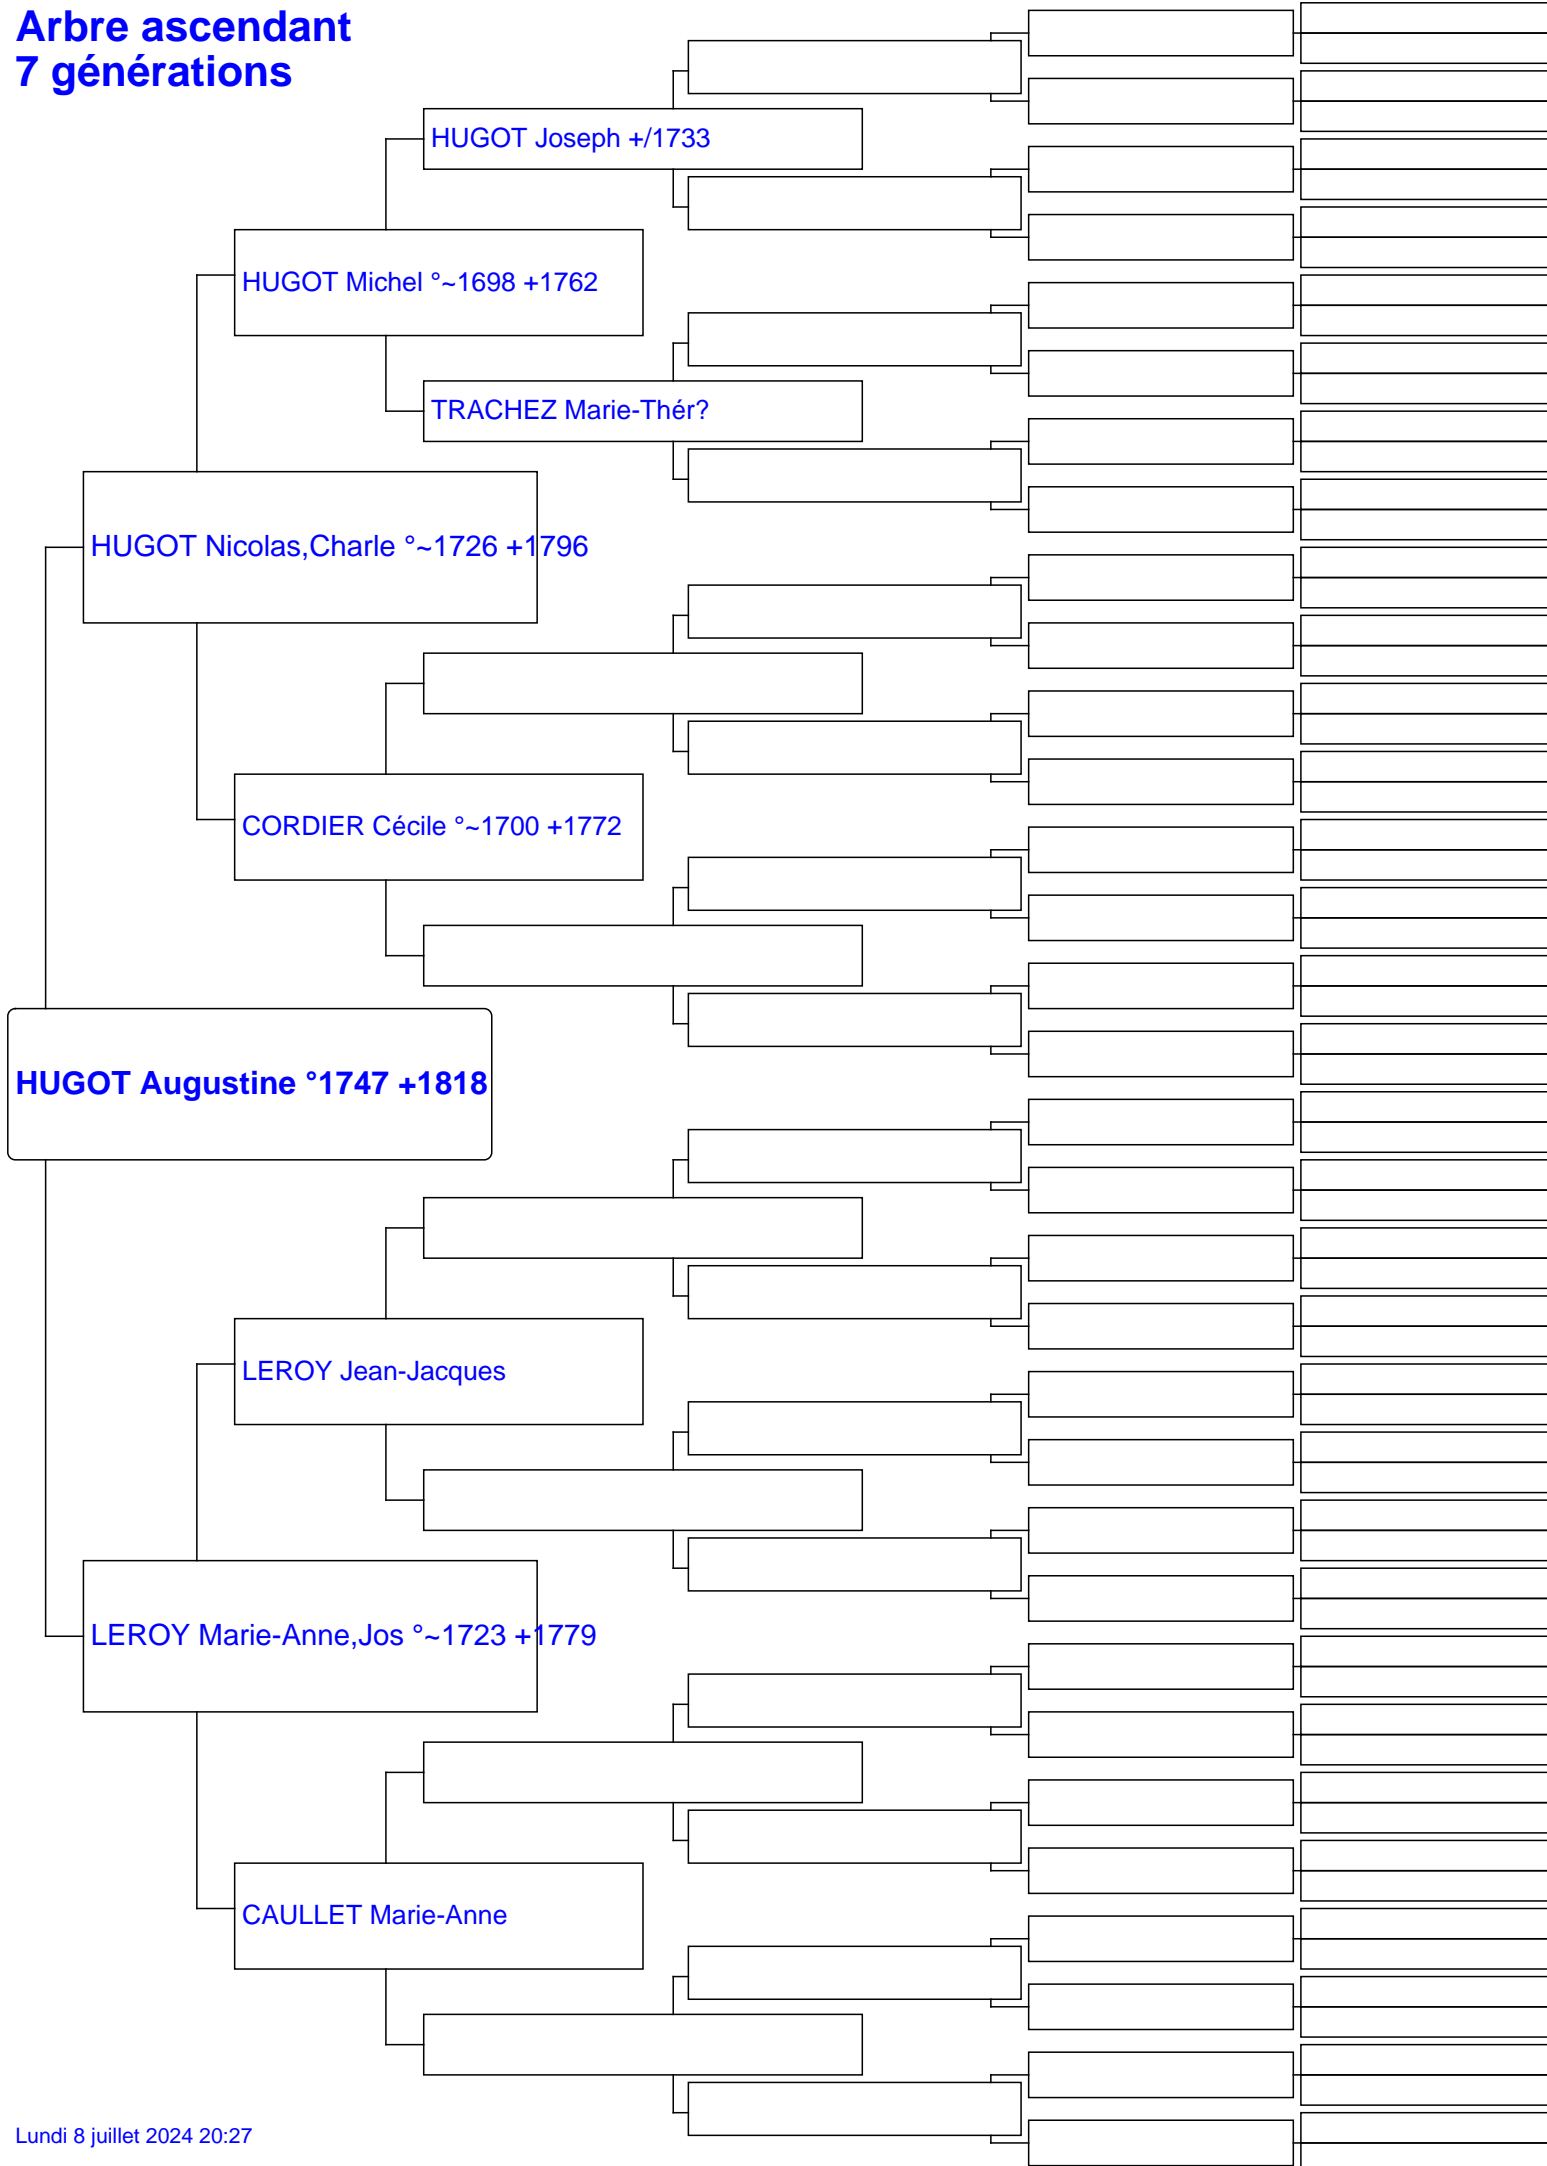 Arbre ascendant
7 générations
HUGOT Joseph +/1733
HUGOT Michel °~1698 +1762
TRACHEZ Marie-Thér?
HUGOT Nicolas,Charle °~1726 +1796
CORDIER Cécile °~1700 +1772
HUGOT Augustine °1747 +1818
LEROY Jean-Jacques
LEROY Marie-Anne,Jos °~1723 +1779
CAULLET Marie-Anne
Lundi 8 juillet 2024 20:27